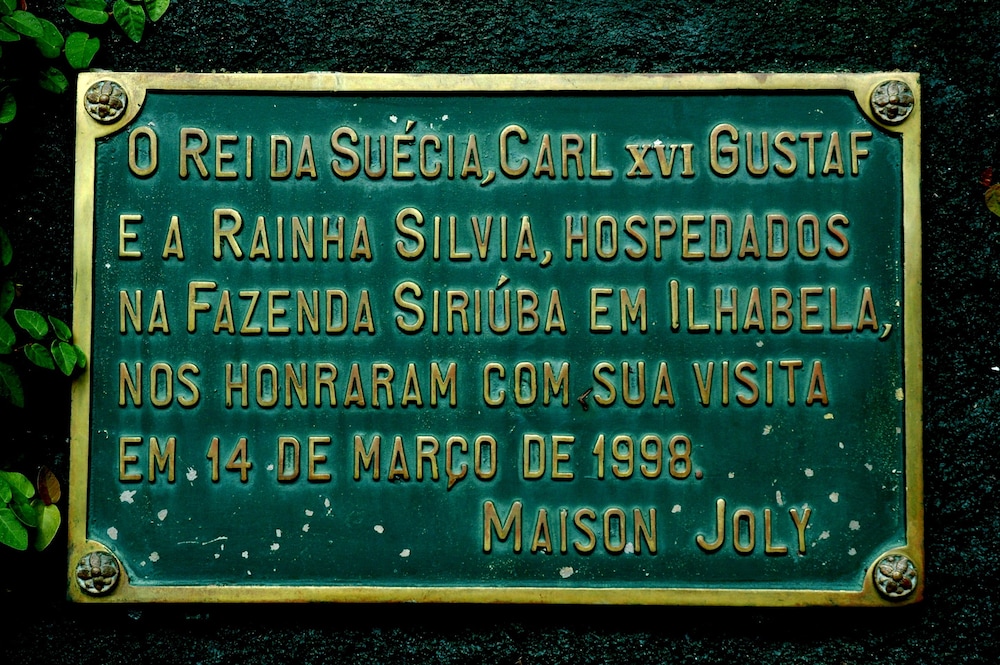 O REI DA SUÉCIA, CARL XVI GUSTAF
E A RAINHA SILVIA, HOSPEDADOS
NA FAZENDA SIRIÚBA EM ILHABELA,
NOS HONRARAM COM SUA VISITA
EM 14 DE MARÇO DE 1998.
MAISON JOLY